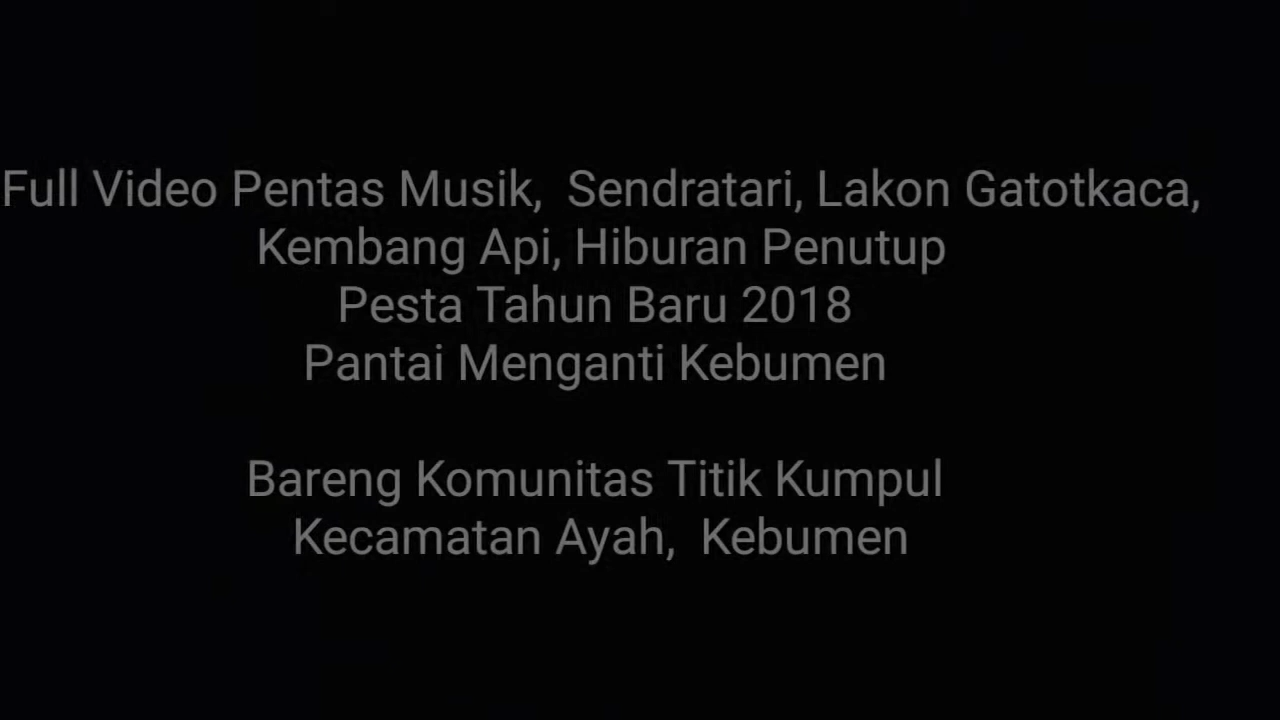 Full Video Pentas Musik,  Sendratari, Lakon Gatotkaca,
Kembang Api, Hiburan Penutup
Pesta Tahun Baru 2018
Pantai Menganti Kebumen
Bareng Komunitas Titik Kumpul
Kecamatan Ayah,  Kebumen